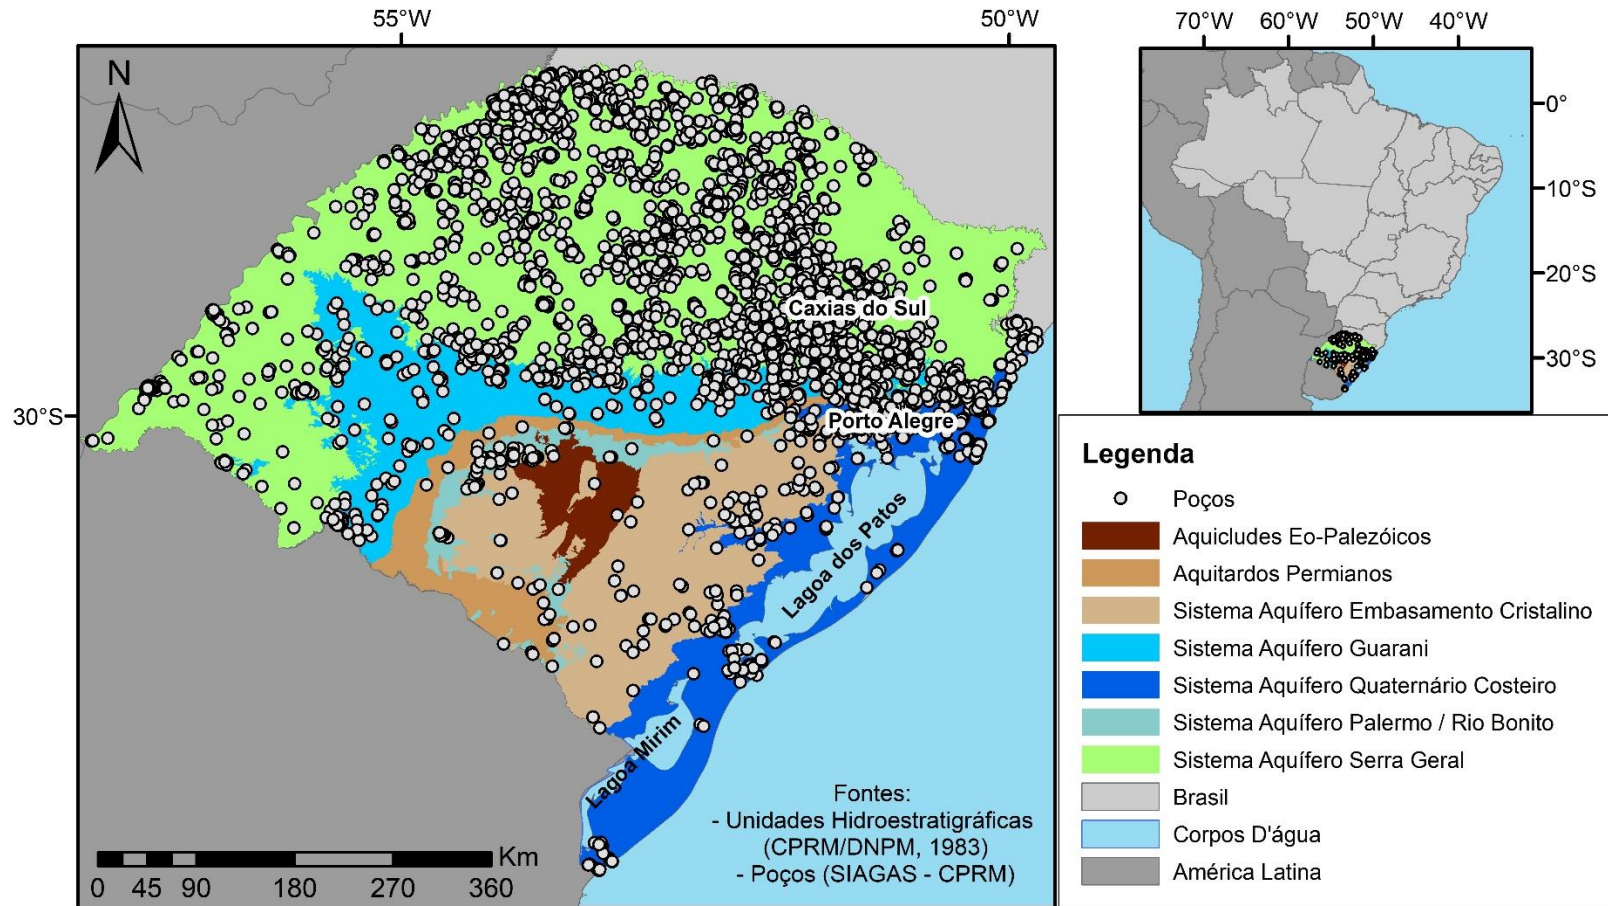 55°W
50°W
N
30°S
Caxias do Sul
Porto Alegre
Lagoa dos Patos
Lagoa Mirim
Fontes:
- Unidades Hidroestratigráficas
(CPRM/DNPM, 1983)
- Poços (SIAGAS - CPRM)
Km
0 45 90 180 270 360
70°W 60°W 50°W 40°W
0°
10°S
20°S
30°S
Legenda
Poços
Aquicludes Eo-Palezóicos
Aquitardos Permianos
Sistema Aquífero Embasamento Cristalino
Sistema Aquífero Guarani
Sistema Aquífero Quaternário Costeiro
Sistema Aquífero Palermo / Rio Bonito
Sistema Aquífero Serra Geral
Brasil
Corpos D'água
América Latina